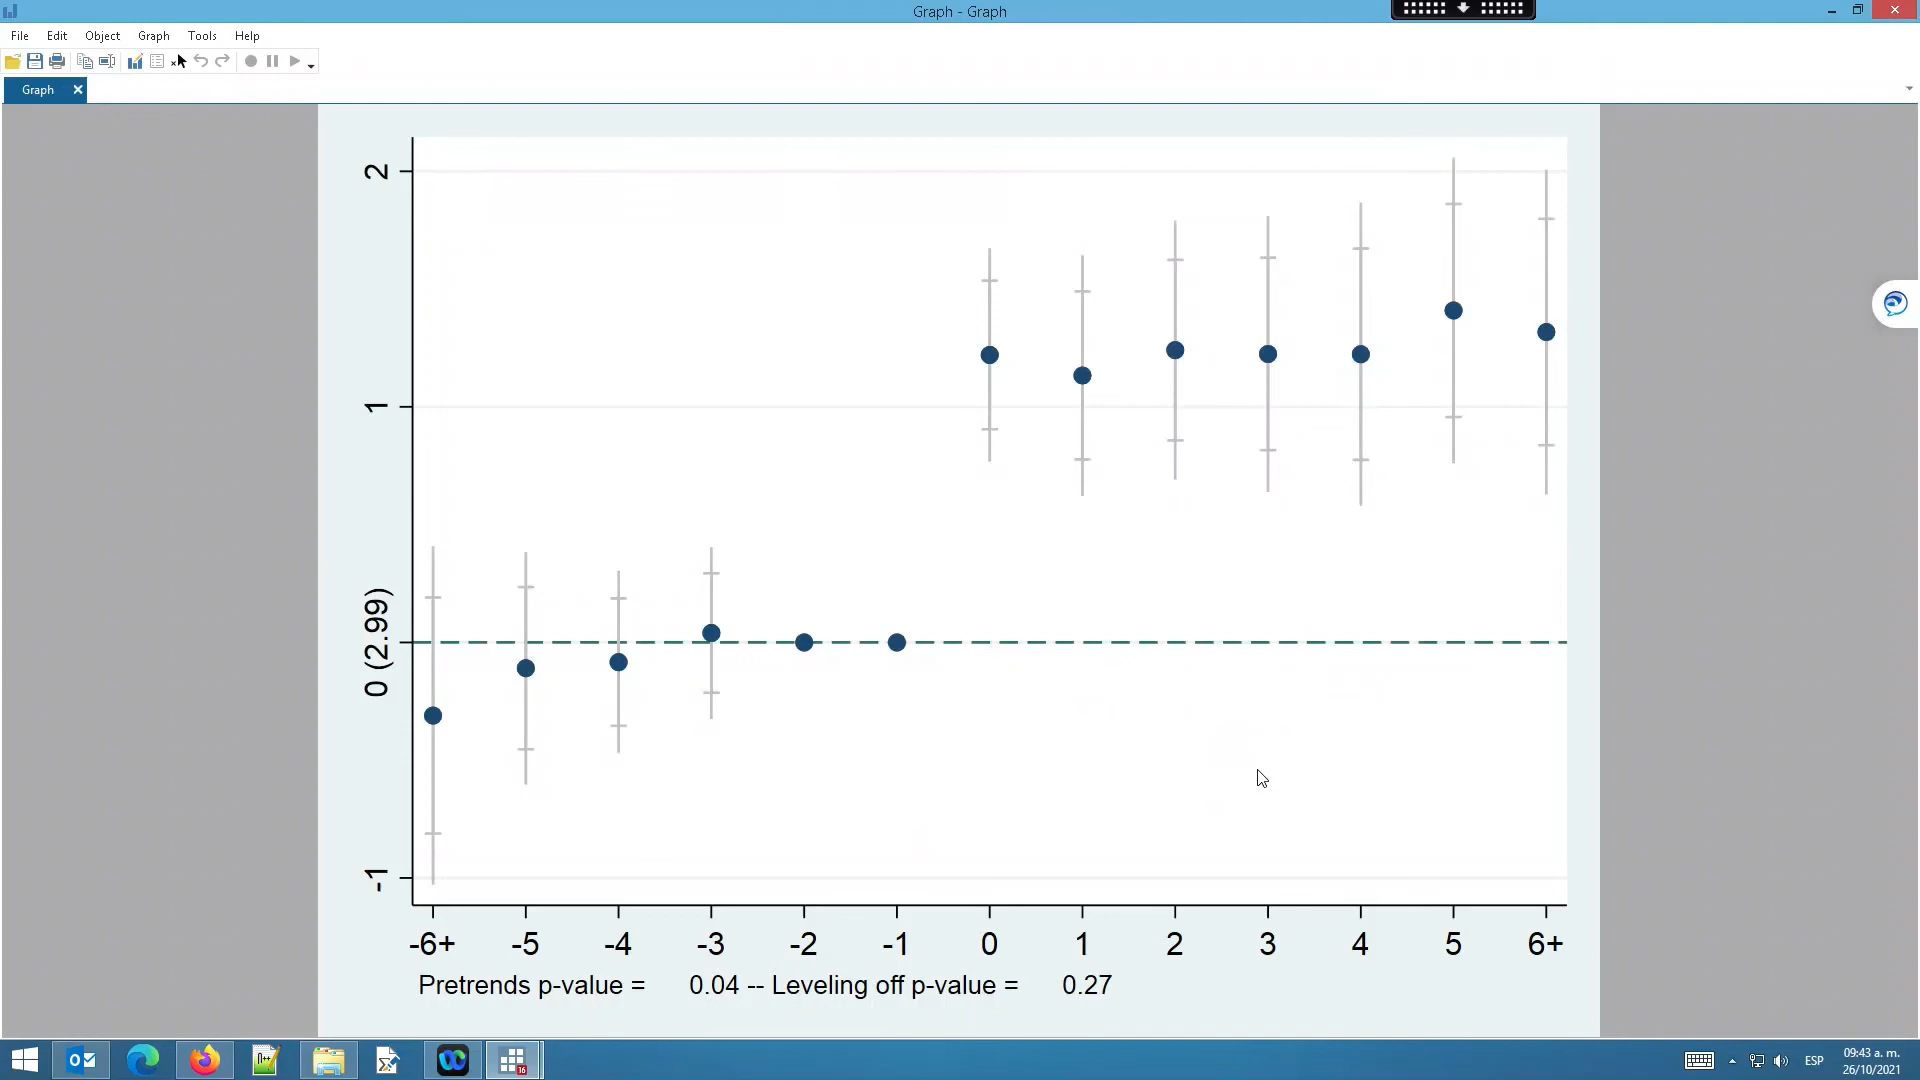 Graph - Graph
File Edit Object Graph Tools Help
Graph
2
1
0 (2.99)
-1
-6+ -5 -4 -3 -2 -1 0 1 2 3 4 5 6+
Pretrends p-value = 0.04 -- Leveling off p-value = 0.27
16
ESP
09:43 a. m.
26/10/2021